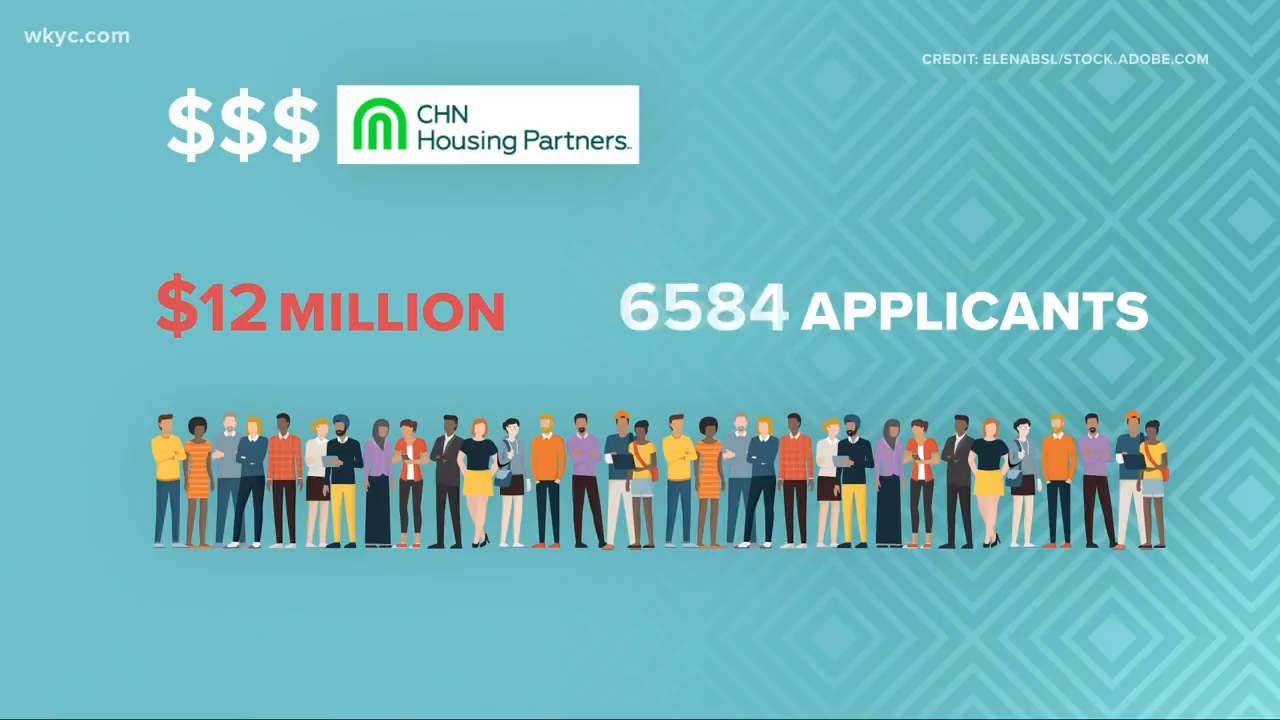 wkyc.com
CREDIT: ELENABSL/STOCK.ADOBE.COM
$$$
CHN
Housing Partners
$12 MILLION
6584 APPLICANTS